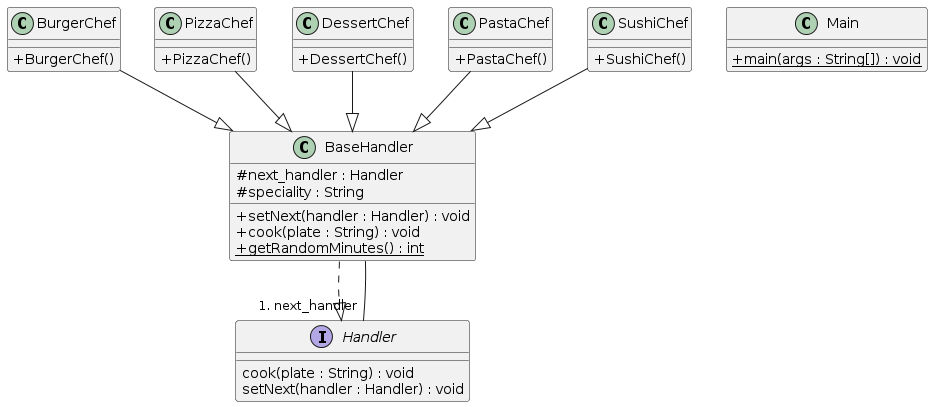 C BurgerChef
+BurgerChef()
C PizzaChef
+PizzaChef()
C DessertChef
+DessertChef()
C PastaChef
+PastaChef()
C SushiChef
+SushiChef()
C Main
+main(args : String[]) : void
C BaseHandler
#next_handler : Handler
#speciality : String
+setNext(handler : Handler) : void
+cook(plate : String) : void
+getRandomMinutes() : int
1. next_handler
I Handler
cook(plate : String) : void
setNext(handler : Handler) : void